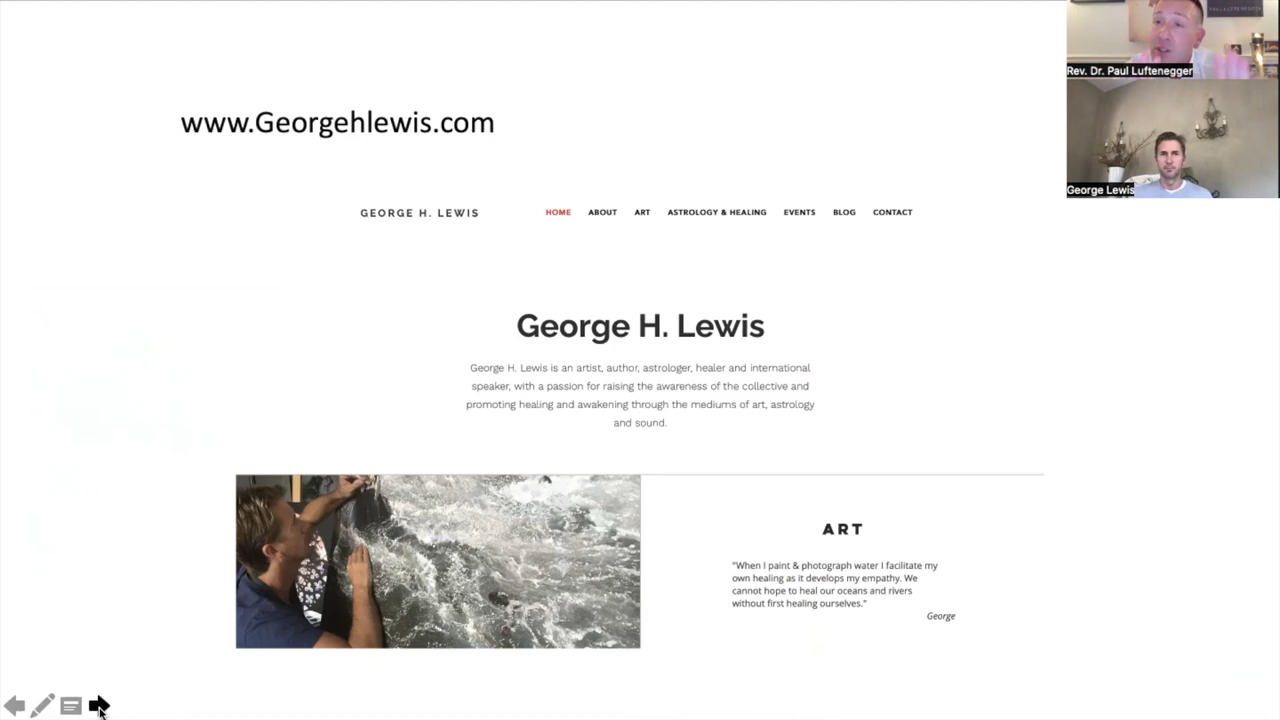 Rev. Dr. Paul Luftenegger
www.Georgehlewis.com
George Lewis
GEORGE H. LEWIS HOME ABOUT ART ASTROLOGY & HEALING EVENTS BLOG CONTACT
George H. Lewis
George H. Lewis is an artist, author, astrologer, healer and international
speaker, with a passion for raising the awareness of the collective and
promoting healing and awakening through the mediums of art, astrology
and sound.
ART
"When I paint & photograph water I facilitate my
own healing as it develops my empathy. We
cannot hope to heal our oceans and rivers
without first healing ourselves."
George